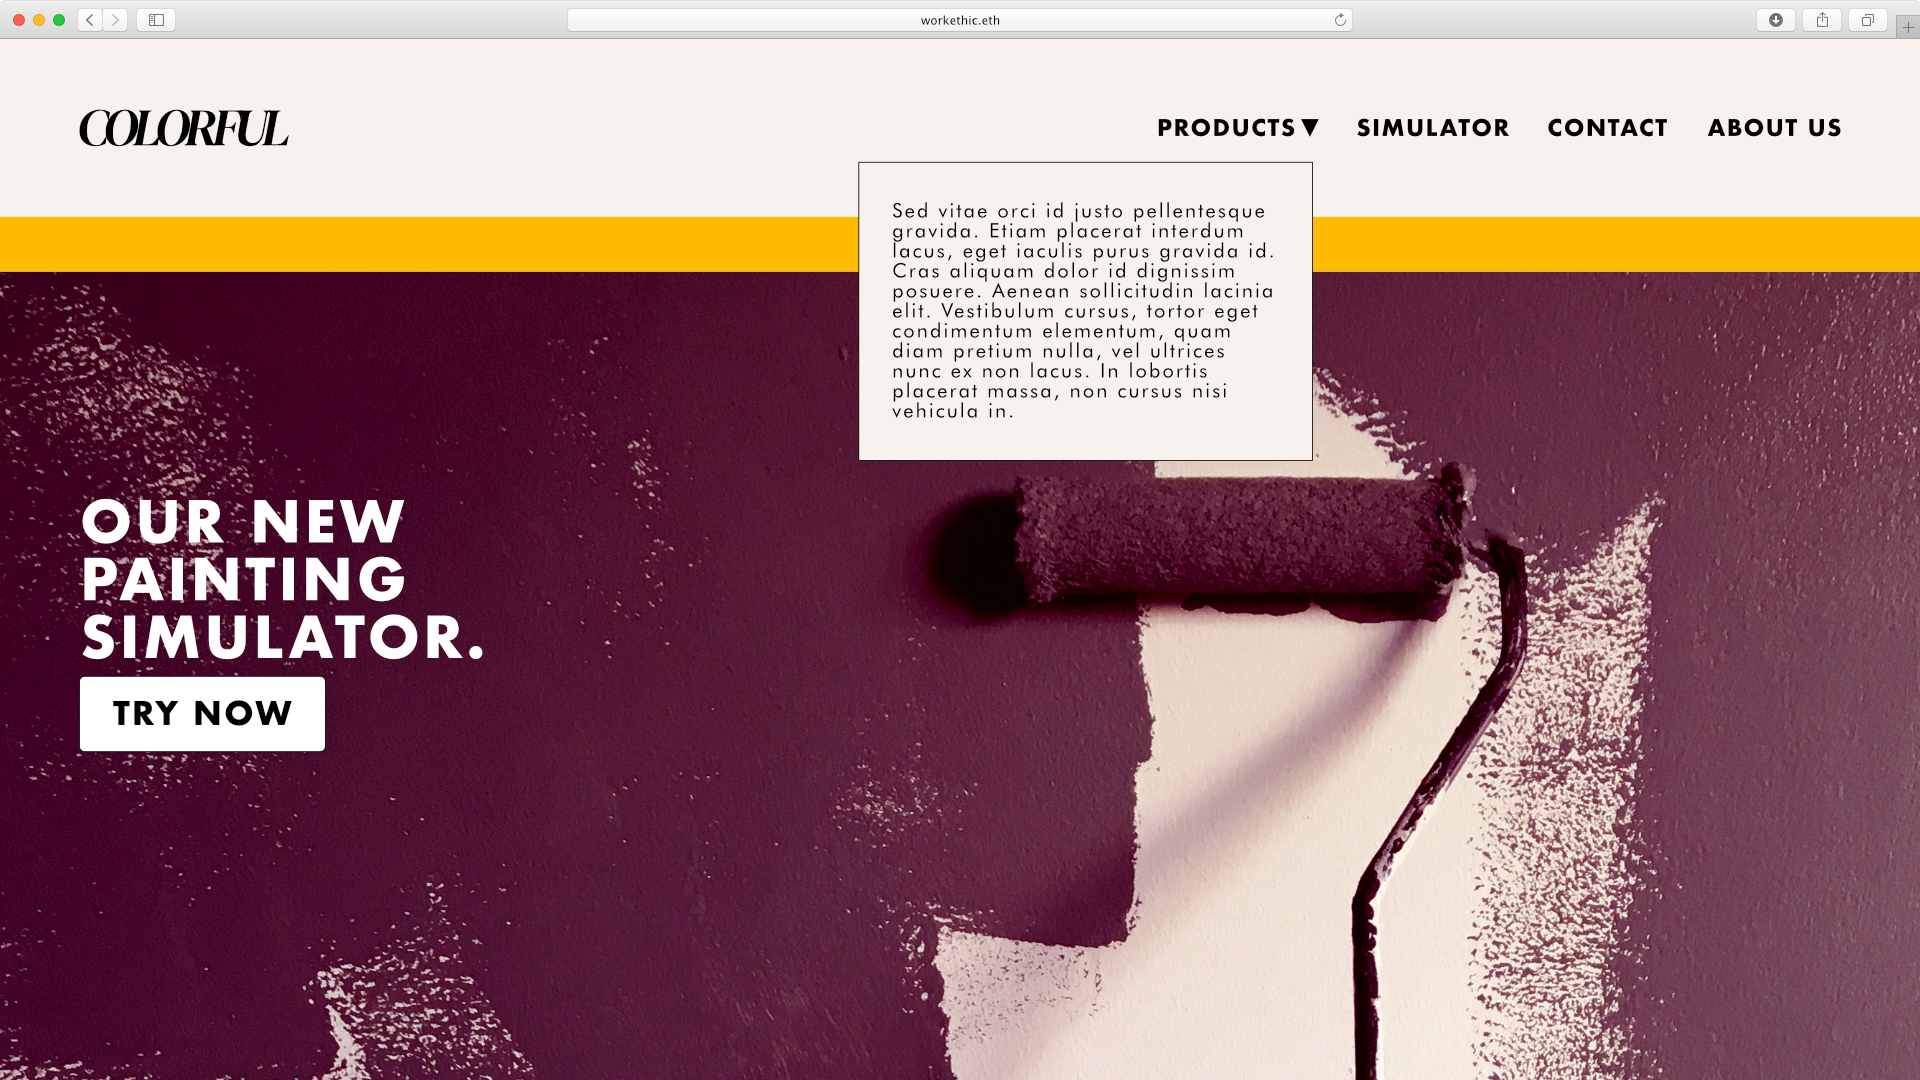 workethic.eth
COLORFUL
PRODUCTS▼ SIMULATOR CONTACT ABOUT US
Sed vitae orci id justo pellentesque
gravida. Etiam placerat interdum
lacus, eget iaculis purus gravida id.
Cras aliquam dolor id dignissim
posuere. Aenean sollicitudin lacinia
elit. Vestibulum cursus, tortor eget
condimentum elementum, quam
diam pretium nulla, vel ultrices
nunc ex non lacus. In lobortis
placerat massa, non cursus nisi
vehicula in.
OUR NEW
PAINTING
SIMULATOR.
TRY NOW